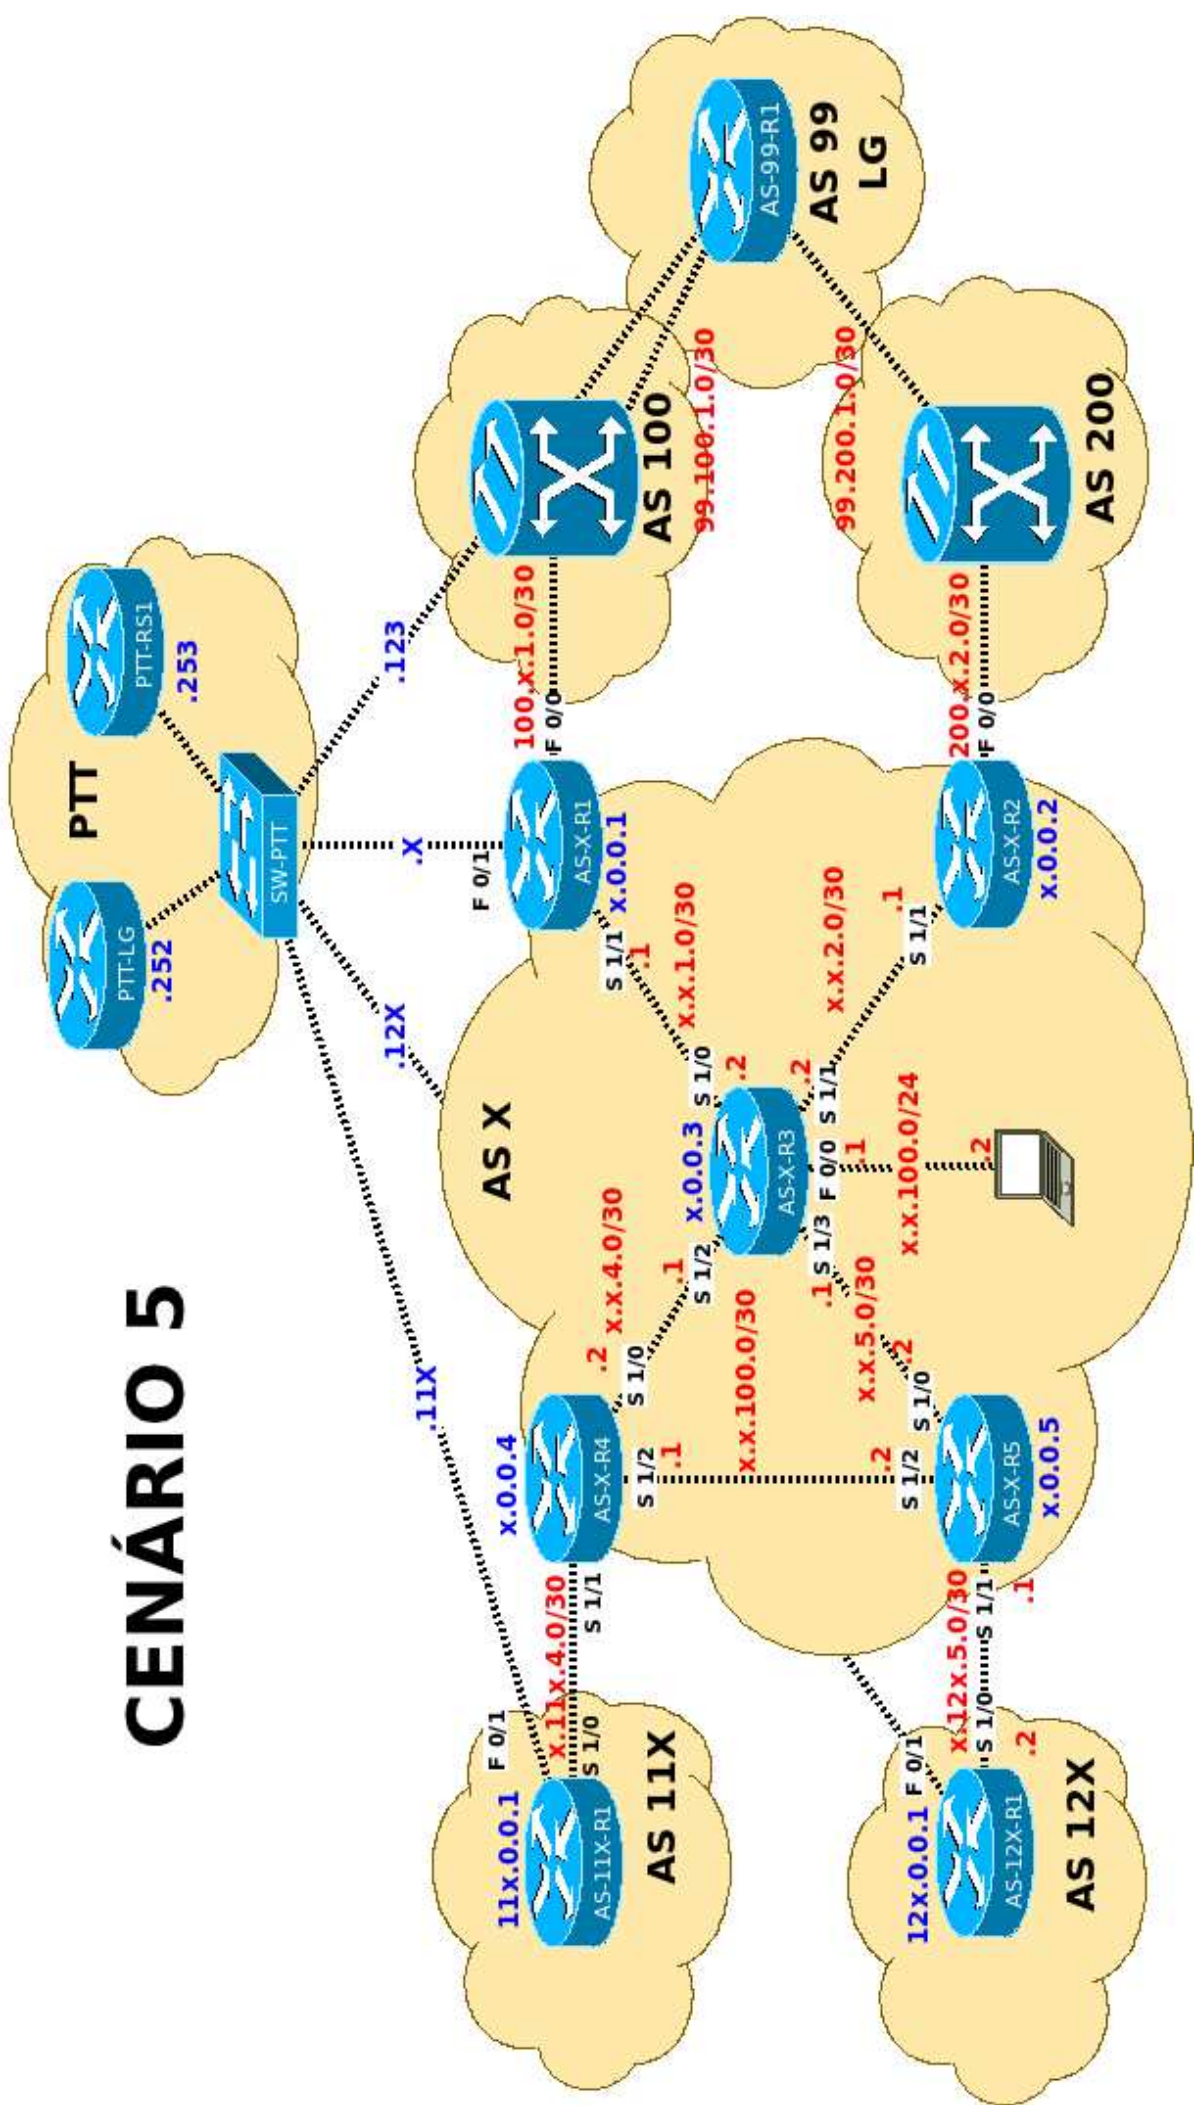 CENÁRIO 5
PTT
PTT-LG
.252
PTT-RS1
.253
SW-PTT
.11X
.12X
.X
.123
F 0/1
11x.0.0.1
AS-11X-R1
AS 11X
x.11x.4.0/30
S 1/0
S 1/1
x.0.0.4
AS-X-R4
S 1/0
.2
x.x.4.0/30
S 1/2
.1
AS X
S 1/2
.1
x.x.100.0/30
.2
S 1/2
x.0.0.3
AS-X-R3
S 1/0
.2
x.x.1.0/30
S 1/1
.1
F 0/1
AS-X-R1
x.0.0.1
F 0/0
100.x.1.0/30
AS 100
99.100.1.0/30
AS-99-R1
AS 99
LG
99.200.1.0/30
AS 200
200.x.2.0/30
F 0/0
AS-X-R2
x.0.0.2
S 1/1
.1
x.x.2.0/30
.2
S 1/1
F 0/0
.1
x.x.100.0/24
.2
S 1/3
.1
x.x.5.0/30
.2
S 1/0
AS-X-R5
x.0.0.5
x.12x.5.0/30
S 1/1
.1
S 1/0
.2
F 0/1
12x.0.0.1
AS-12X-R1
AS 12X